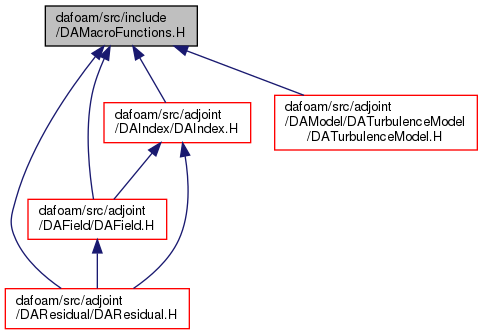 dafoam/src/include
/DAMacroFunctions.H
dafoam/src/adjoint
/DAIndex/DAIndex.H
dafoam/src/adjoint
/DAModel/DATurbulenceModel
/DATurbulenceModel.H
dafoam/src/adjoint
/DAField/DAField.H
dafoam/src/adjoint
/DAResidual/DAResidual.H